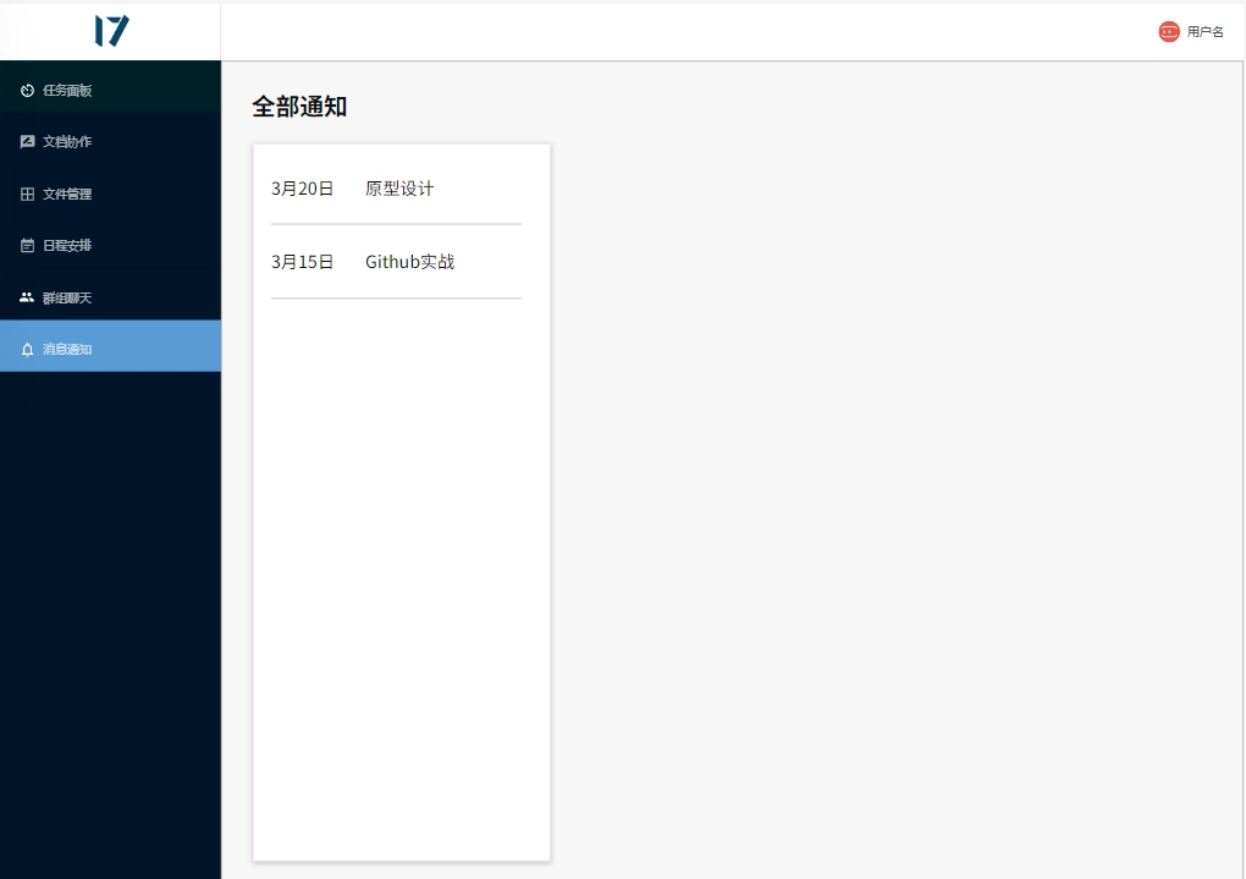 17
用户名
任务面板
文档协作
文件管理
日程安排
群组聊天
消息通知
全部通知
3月20日 原型设计
3月15日 Github实战